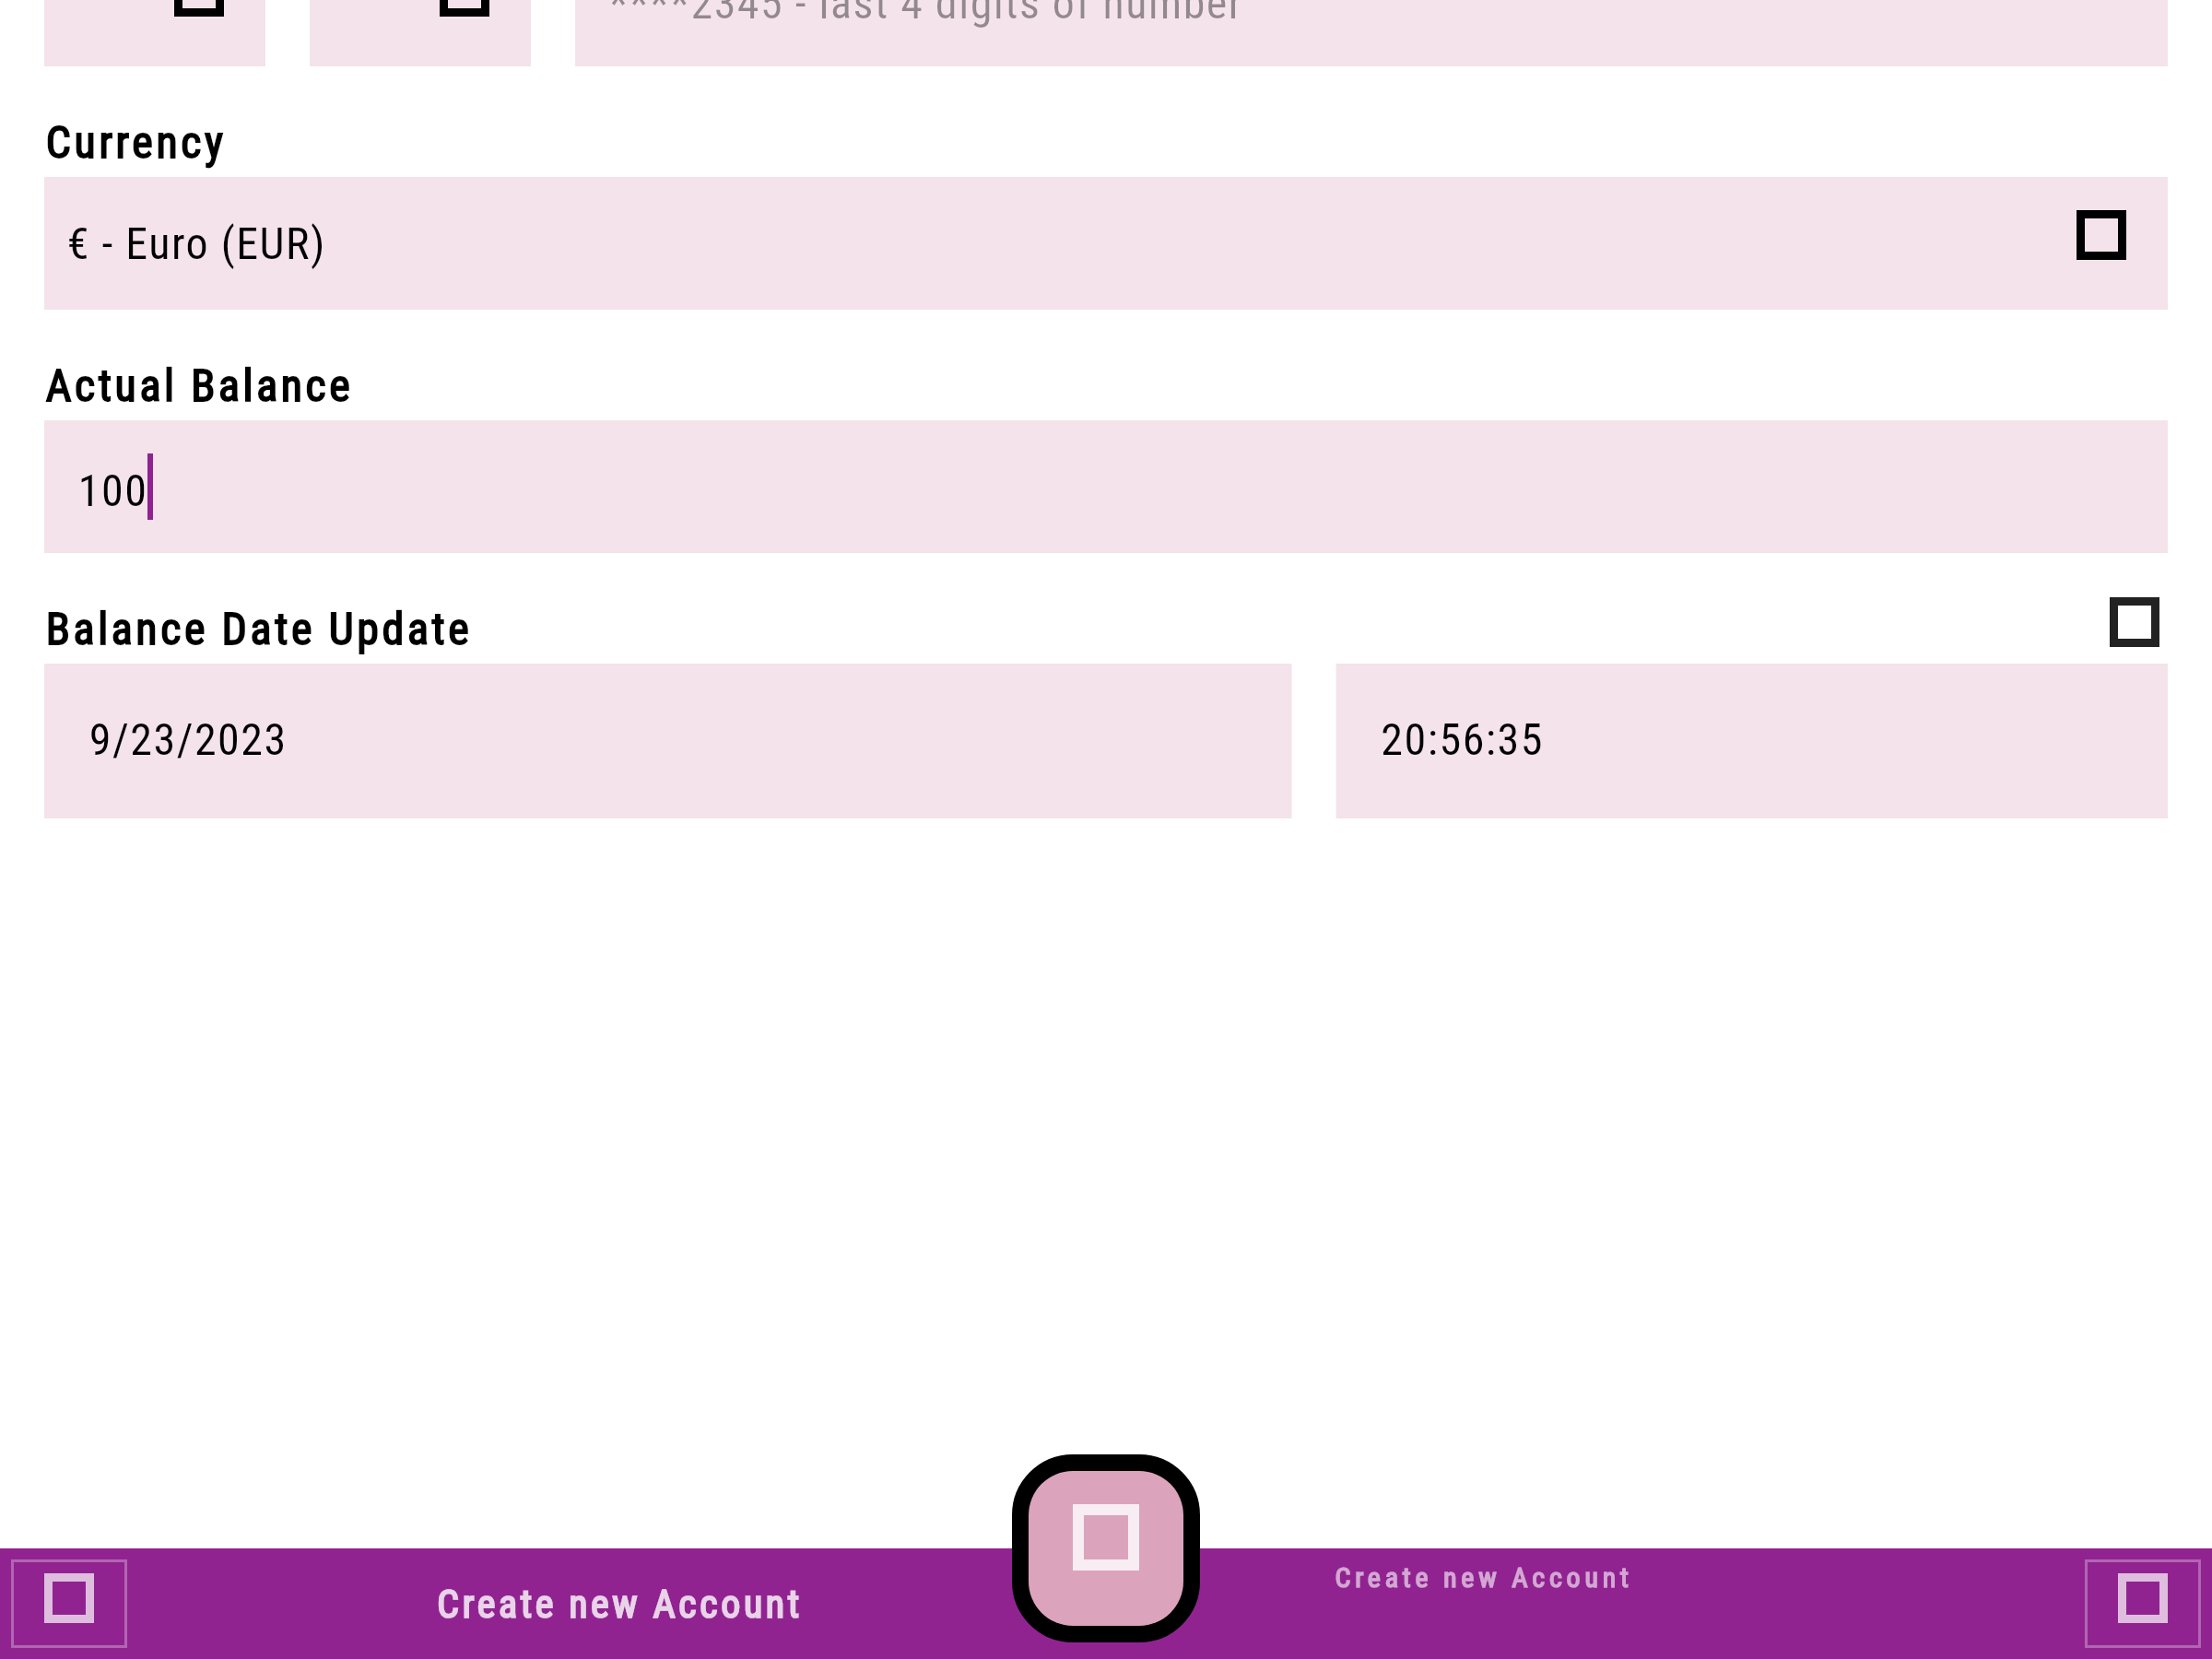 ****2345 - last 4 digits of number
Currency
€ - Euro (EUR)
Actual Balance
100
Balance Date Update
9/23/2023
20:56:35
Create new Account
Create new Account